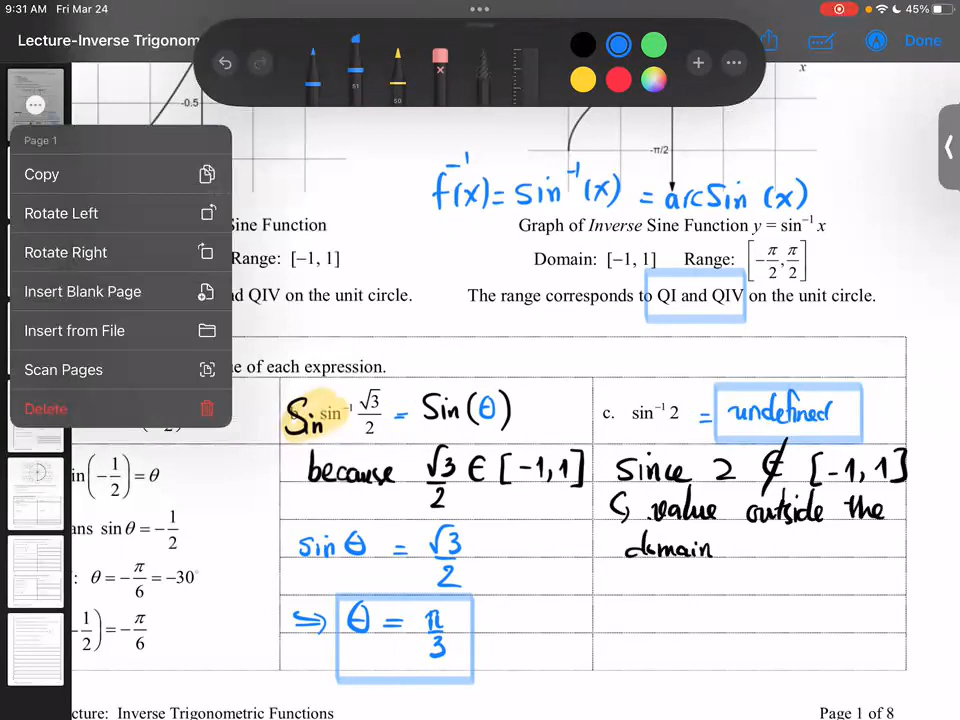 9:31 AM Fri Mar 24
45%
Lecture-Inverse Trigonom
Done
51
50
-0.5
x
-π/2
Page 1
Copy
Rotate Left
Rotate Right
Insert Blank Page
Insert from File
Scan Pages
Delete
f⁻¹(x) = sin⁻¹(x) = arcSin (x)
Sine Function
Graph of Inverse Sine Function y = sin⁻¹ x
Range: [−1, 1]
Domain: [−1, 1] Range: [−π/2, π/2]
d QIV on the unit circle.
The range corresponds to QI and QIV on the unit circle.
e of each expression.
Sin sin⁻¹ √3/2 = Sin(θ)
c. sin⁻¹ 2 = undefined
because √3/2 ∈ [-1,1]
since 2 ∉ [-1,1]
↳ value outside the
domain
in(−1/2) = θ
ans sin θ = −1/2
: θ = −π/6 = −30°
1/2) = −π/6
sin θ = √3/2
⇒ θ = π/3
cture: Inverse Trigonometric Functions
Page 1 of 8